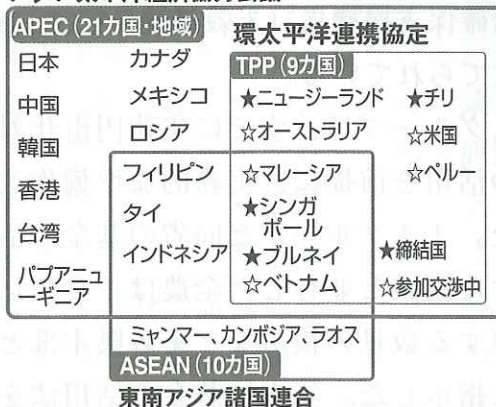 APEC(21カ国・地域)
環太平洋連携協定
TPP(9カ国)
日本
中国
韓国
香港
台湾
パプアニュ
ーギニア
カナダ
メキシコ
ロシア
フィリピン
タイ
インドネシア
★ニュージーランド ★チリ
☆オーストラリア ☆米国
☆マレーシア ☆ペルー
★シンガ
ポール
★ブルネイ
☆ベトナム
★締結国
☆参加交渉中
ミャンマー、カンボジア、ラオス
ASEAN(10カ国)
東南アジア諸国連合